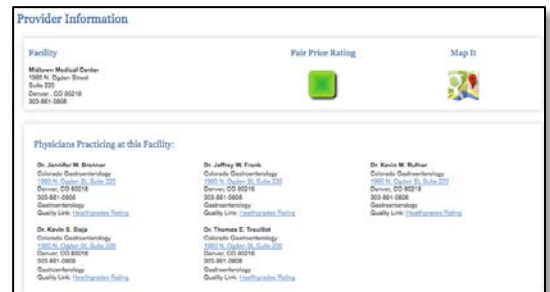 Provider Information
Facility
Fair Price Rating
Map It
Midtown Medical Center
1960 N. Ogden Street
Suite 220
Denver, CO 80218
303-861-0808
Physicians Practicing at this Facility:
Dr. Jennifer W. Brenner
Colorado Gastroenterology
1960 N. Ogden St, Suite 220
Denver, CO 80218
303-861-0808
Gastroenterology
Quality Link: Healthgrades Rating
Dr. Jeffrey W. Frank
Colorado Gastroenterology
1960 N. Ogden St, Suite 220
Denver, CO 80218
303-861-0808
Gastroenterology
Quality Link: Healthgrades Rating
Dr. Kevin M. Rufner
Colorado Gastroenterology
1960 N. Ogden St, Suite 220
Denver, CO 80218
303-861-0808
Gastroenterology
Quality Link: Healthgrades Rating
Dr. Kevin E. Sieja
Colorado Gastroenterology
1960 N. Ogden St, Suite 220
Denver, CO 80218
303-861-0808
Gastroenterology
Quality Link: Healthgrades Rating
Dr. Thomas E. Trouillot
Colorado Gastroenterology
1960 N. Ogden St, Suite 220
Denver, CO 80218
303-861-0808
Gastroenterology
Quality Link: Healthgrades Rating